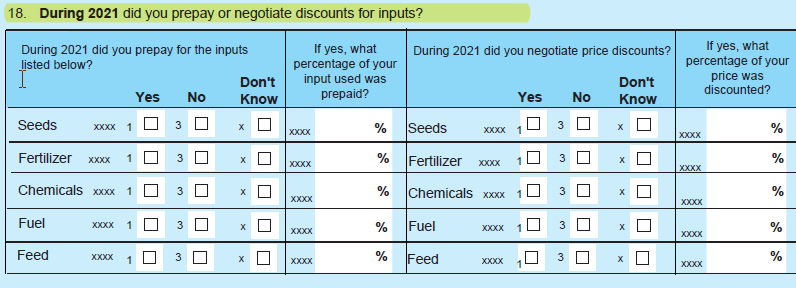 18. During 2021 did you prepay or negotiate discounts for inputs?
During 2021 did you prepay for the inputs
listed below?
Yes No Don't
Know
If yes, what
percentage of your
input used was
prepaid?
During 2021 did you negotiate price discounts?
Yes No Don't
Know
If yes, what
percentage of your
price was
discounted?
Seeds xxxx 1 3 x xxxx % Seeds xxxx 1 3 x xxxx %
Fertilizer xxxx 1 3 x xxxx % Fertilizer xxxx 1 3 x xxxx %
Chemicals xxxx 1 3 x xxxx % Chemicals xxxx 1 3 x xxxx %
Fuel xxxx 1 3 x xxxx % Fuel xxxx 1 3 x xxxx %
Feed xxxx 1 3 x xxxx % Feed xxxx 1 3 x xxxx %